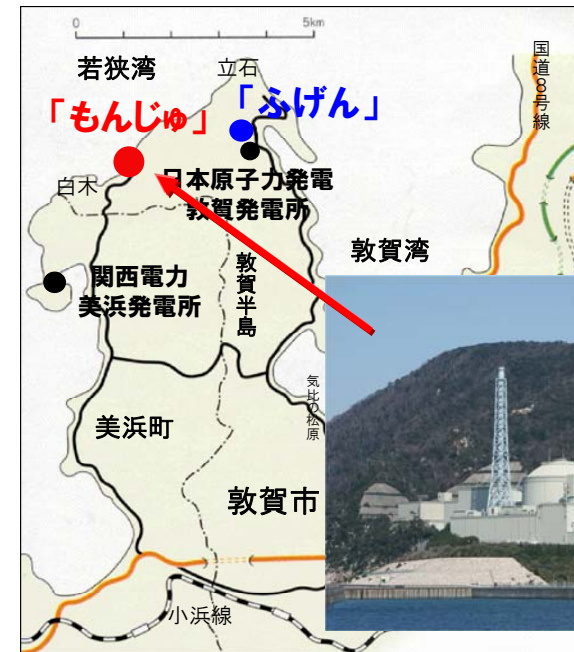 0 5km
若狭湾
立石
国道8号線
「もんじゅ」
「ふげん」
白木
日本原子力発電
敦賀発電所
関西電力
美浜発電所
敦賀半島
敦賀湾
気比の松原
美浜町
敦賀市
小浜線